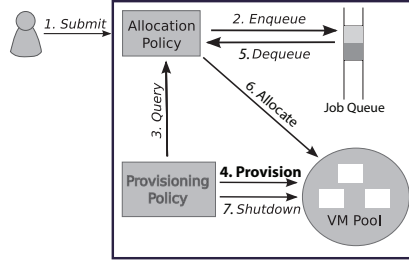 1. Submit
Allocation
Policy
2. Enqueue
5. Dequeue
Job Queue
3. Query
6. Allocate
Provisioning
Policy
4. Provision
7. Shutdown
VM Pool